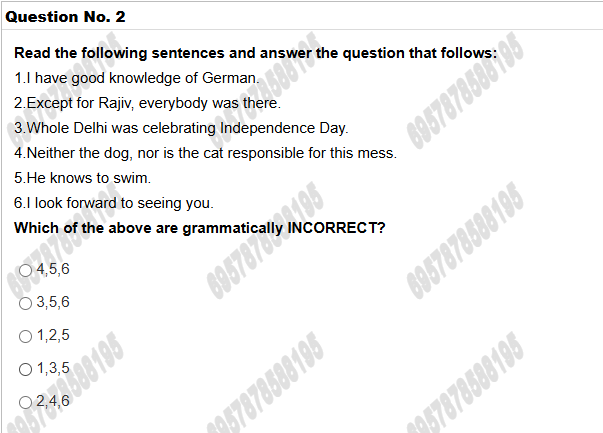 Question No. 2
Read the following sentences and answer the question that follows:
1.I have good knowledge of German.
2.Except for Rajiv, everybody was there.
3.Whole Delhi was celebrating Independence Day.
4.Neither the dog, nor is the cat responsible for this mess.
5.He knows to swim.
6.I look forward to seeing you.
Which of the above are grammatically INCORRECT?
4,5,6
3,5,6
1,2,5
1,3,5
2,4,6